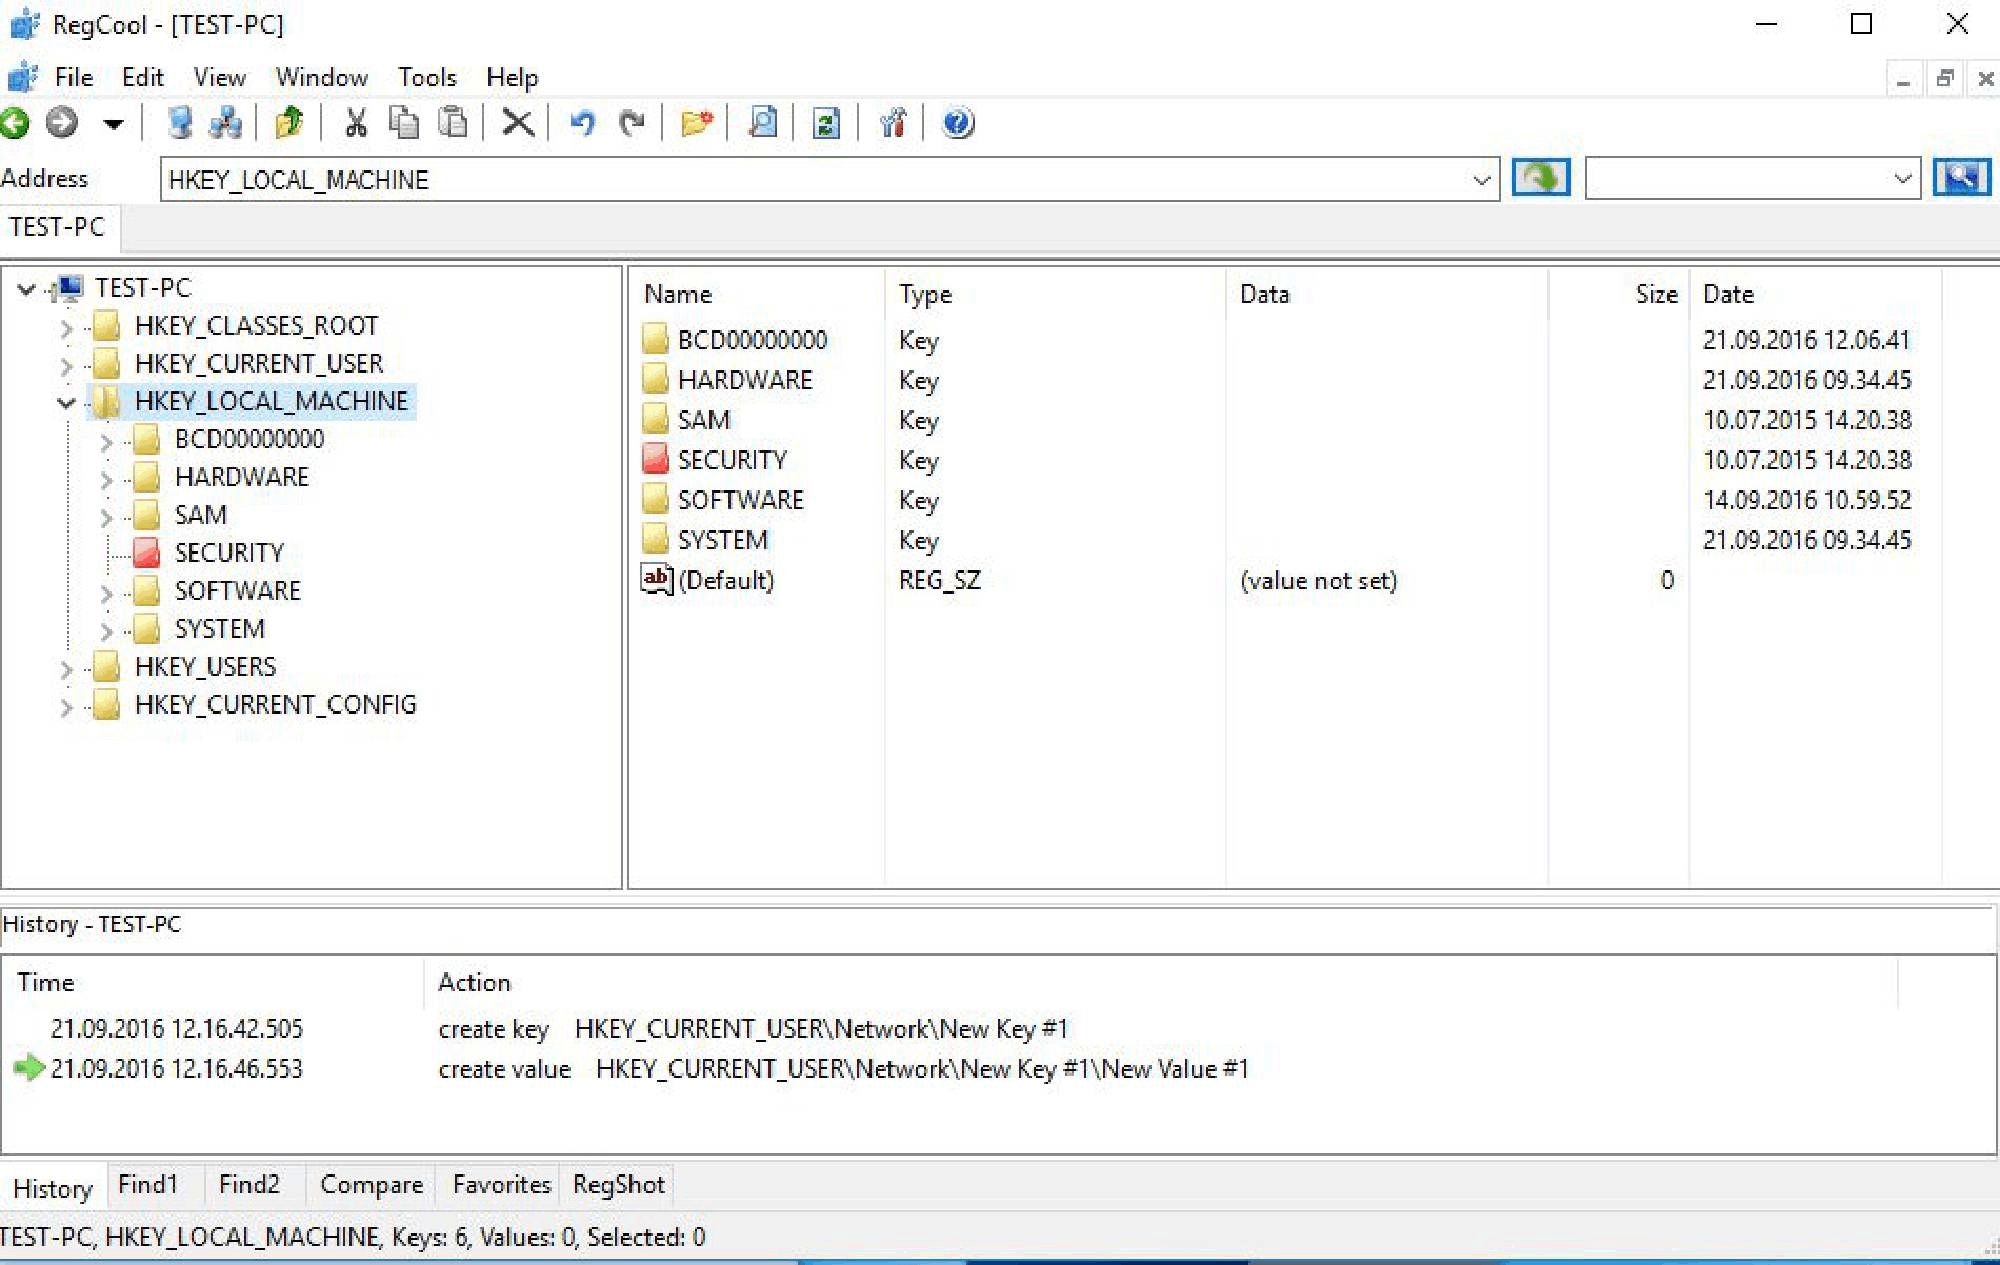 RegCool - [TEST-PC]
File Edit View Window Tools Help
Address HKEY_LOCAL_MACHINE
TEST-PC
TEST-PC
HKEY_CLASSES_ROOT
HKEY_CURRENT_USER
HKEY_LOCAL_MACHINE
BCD00000000
HARDWARE
SAM
SECURITY
SOFTWARE
SYSTEM
HKEY_USERS
HKEY_CURRENT_CONFIG
Name Type Data Size Date
BCD00000000 Key 21.09.2016 12.06.41
HARDWARE Key 21.09.2016 09.34.45
SAM Key 10.07.2015 14.20.38
SECURITY Key 10.07.2015 14.20.38
SOFTWARE Key 14.09.2016 10.59.52
SYSTEM Key 21.09.2016 09.34.45
ab (Default) REG_SZ (value not set) 0
History - TEST-PC
Time Action
21.09.2016 12.16.42.505 create key HKEY_CURRENT_USER\Network\New Key #1
21.09.2016 12.16.46.553 create value HKEY_CURRENT_USER\Network\New Key #1\New Value #1
History Find1 Find2 Compare Favorites RegShot
TEST-PC, HKEY_LOCAL_MACHINE, Keys: 6, Values: 0, Selected: 0